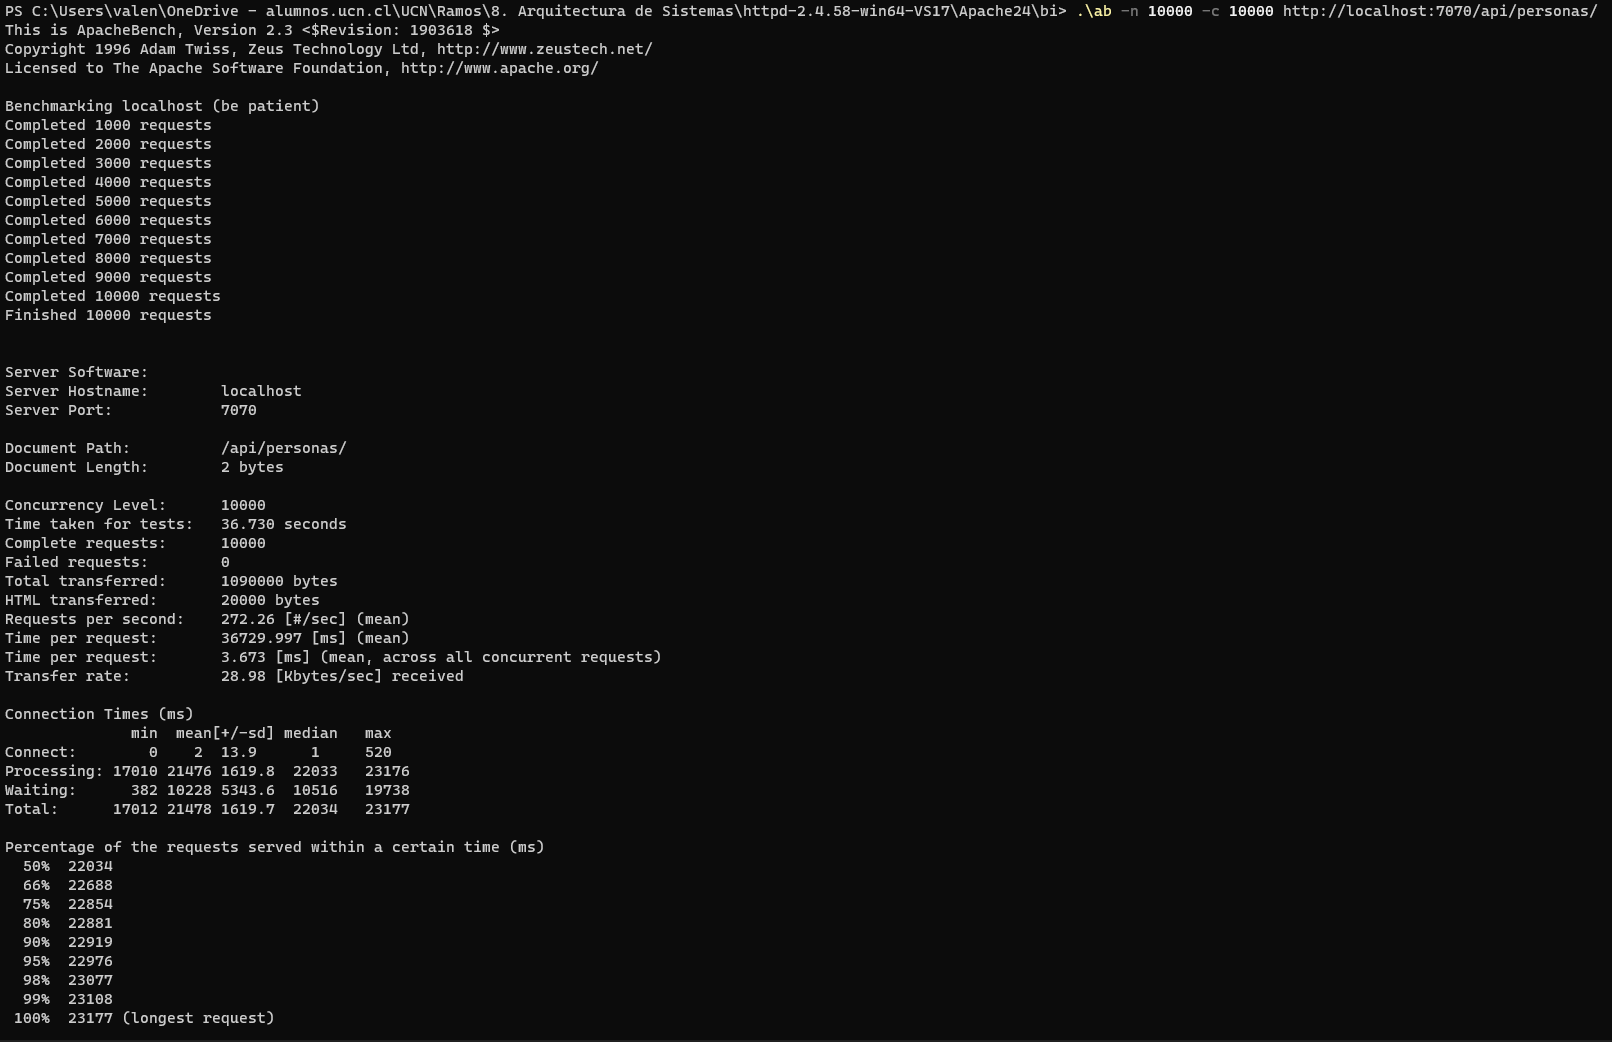 PS C:\Users\valen\OneDrive - alumnos.ucn.cl\UCN\Ramos\8. Arquitectura de Sistemas\httpd-2.4.58-win64-VS17\Apache24\bi> .\ab -n 10000 -c 10000 http://localhost:7070/api/personas/
This is ApacheBench, Version 2.3 <$Revision: 1903618 $>
Copyright 1996 Adam Twiss, Zeus Technology Ltd, http://www.zeustech.net/
Licensed to The Apache Software Foundation, http://www.apache.org/

Benchmarking localhost (be patient)
Completed 1000 requests
Completed 2000 requests
Completed 3000 requests
Completed 4000 requests
Completed 5000 requests
Completed 6000 requests
Completed 7000 requests
Completed 8000 requests
Completed 9000 requests
Completed 10000 requests
Finished 10000 requests


Server Software:
Server Hostname:        localhost
Server Port:            7070

Document Path:          /api/personas/
Document Length:        2 bytes

Concurrency Level:      10000
Time taken for tests:   36.730 seconds
Complete requests:      10000
Failed requests:        0
Total transferred:      1090000 bytes
HTML transferred:       20000 bytes
Requests per second:    272.26 [#/sec] (mean)
Time per request:       36729.997 [ms] (mean)
Time per request:       3.673 [ms] (mean, across all concurrent requests)
Transfer rate:          28.98 [Kbytes/sec] received

Connection Times (ms)
              min  mean[+/-sd] median   max
Connect:        0    2  13.9      1     520
Processing: 17010 21476 1619.8  22033   23176
Waiting:      382 10228 5343.6  10516   19738
Total:      17012 21478 1619.7  22034   23177

Percentage of the requests served within a certain time (ms)
  50%  22034
  66%  22688
  75%  22854
  80%  22881
  90%  22919
  95%  22976
  98%  23077
  99%  23108
 100%  23177 (longest request)